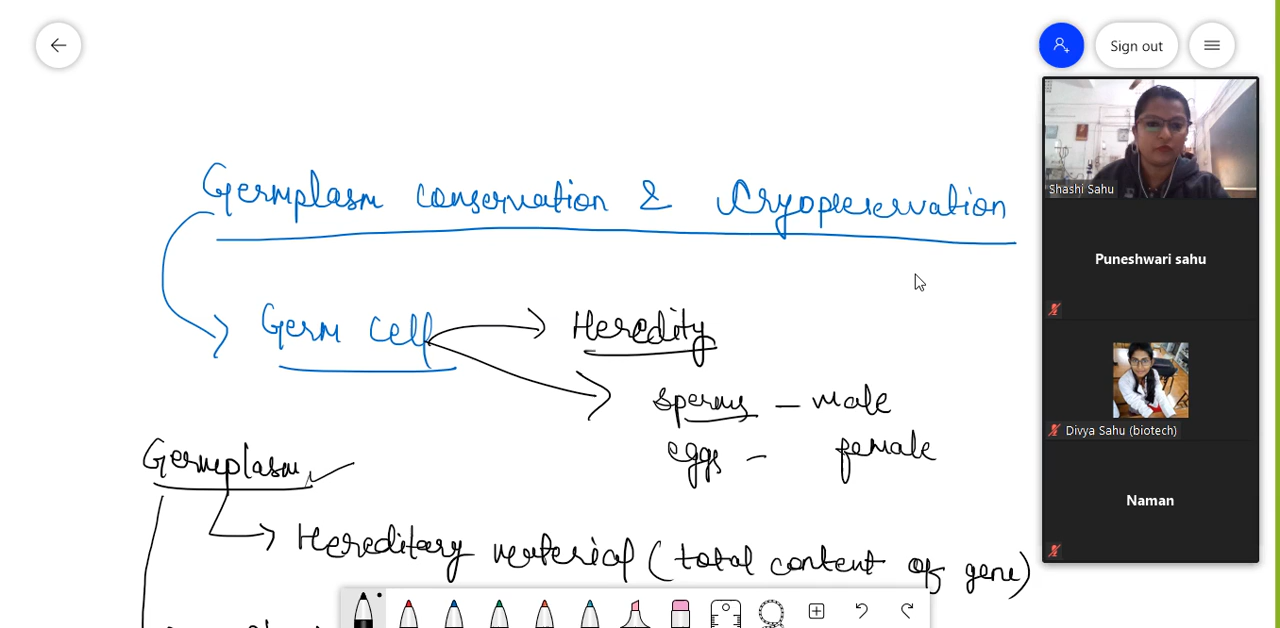 Sign out
Shashi Sahu
Germplasm conservation & Cryopreservation
Puneshwari sahu
Germ cell
Heredity
sperms - male
eggs - female
Divya Sahu (biotech)
Germplasm
Naman
Hereditary material (total content of gene)